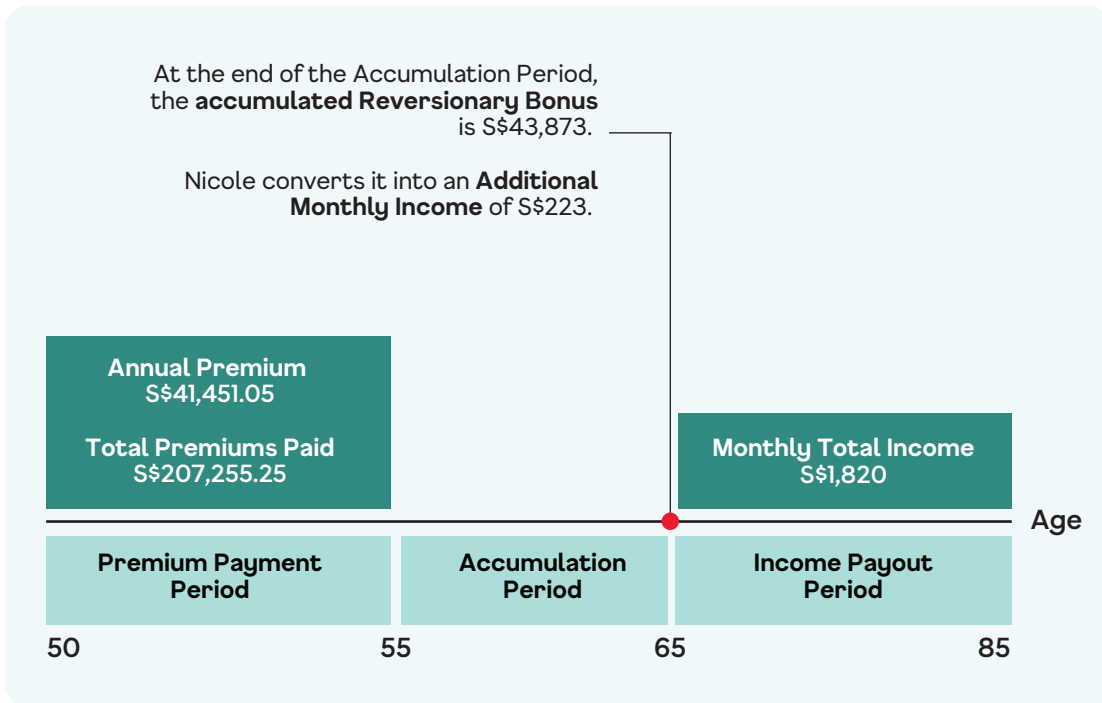 At the end of the Accumulation Period,
the accumulated Reversionary Bonus
is S$43,873.
Nicole converts it into an Additional
Monthly Income of S$223.
Annual Premium
S$41,451.05
Total Premiums Paid
S$207,255.25
Monthly Total Income
S$1,820
Age
Premium Payment
Period
Accumulation
Period
Income Payout
Period
50
55
65
85